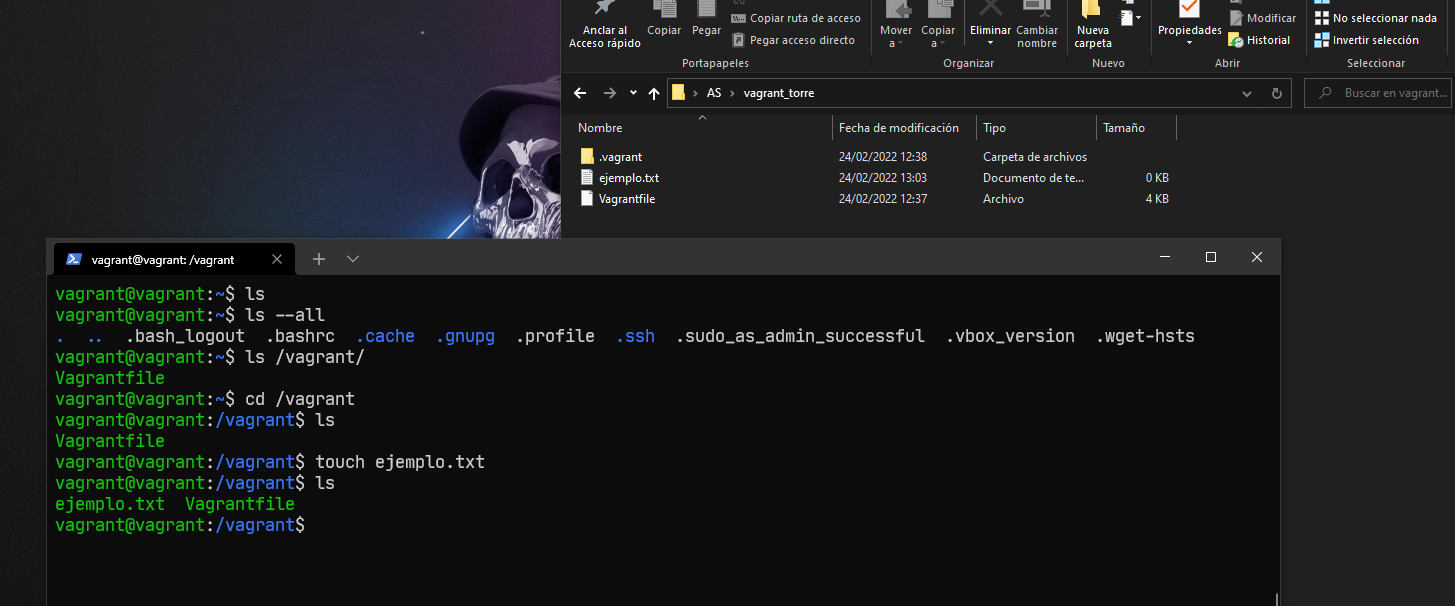 Anclar al
Acceso rápido
Copiar
Pegar
Copiar ruta de acceso
Pegar acceso directo
Portapapeles
Mover
a
Copiar
a
Eliminar
Cambiar
nombre
Organizar
Nueva
carpeta
Nuevo
Propiedades
Modificar
Historial
Abrir
No seleccionar nada
Invertir selección
Seleccionar
AS > vagrant_torre
Buscar en vagrant...
Nombre Fecha de modificación Tipo Tamaño
.vagrant 24/02/2022 12:38 Carpeta de archivos
ejemplo.txt 24/02/2022 13:03 Documento de te... 0 KB
Vagrantfile 24/02/2022 12:37 Archivo 4 KB
vagrant@vagrant: /vagrant
vagrant@vagrant:~$ ls
vagrant@vagrant:~$ ls --all
. .. .bash_logout .bashrc .cache .gnupg .profile .ssh .sudo_as_admin_successful .vbox_version .wget-hsts
vagrant@vagrant:~$ ls /vagrant/
Vagrantfile
vagrant@vagrant:~$ cd /vagrant
vagrant@vagrant:/vagrant$ ls
Vagrantfile
vagrant@vagrant:/vagrant$ touch ejemplo.txt
vagrant@vagrant:/vagrant$ ls
ejemplo.txt Vagrantfile
vagrant@vagrant:/vagrant$